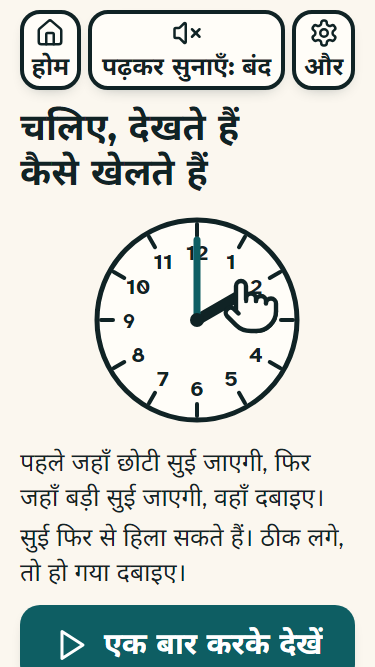 होम
पढ़कर सुनाएँ: बंद
और
चलिए, देखते हैं
कैसे खेलते हैं
12
11
1
10
2
9
8
4
7
5
6
पहले जहाँ छोटी सुई जाएगी, फिर
जहाँ बड़ी सुई जाएगी, वहाँ दबाइए।
सुई फिर से हिला सकते हैं। ठीक लगे,
तो हो गया दबाइए।
एक बार करके देखें